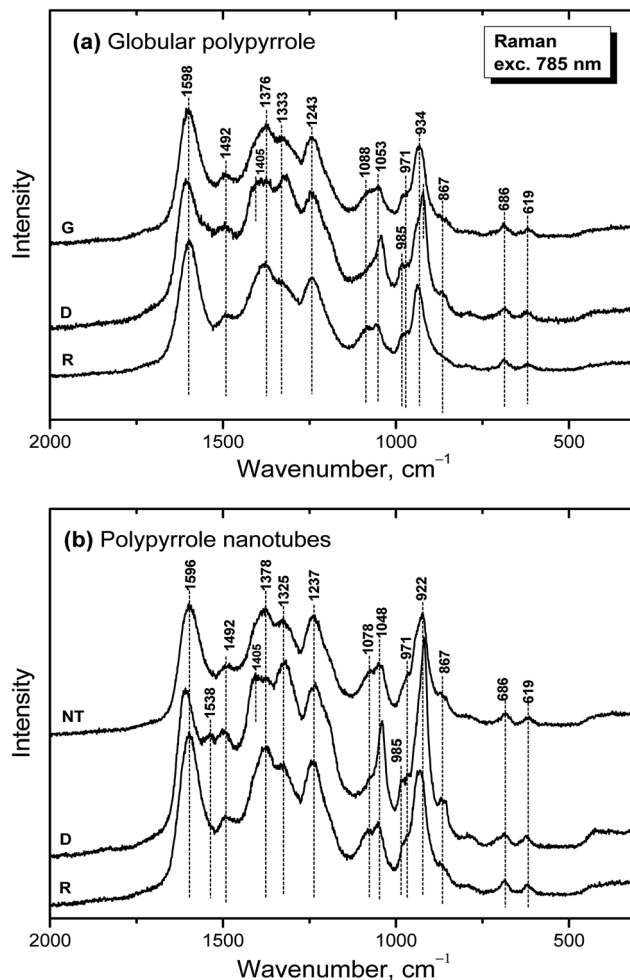 (a) Globular polypyrrole
Raman
exc. 785 nm
1598
1492
1405
1376
1333
1243
1088
1053
985
971
934
867
686
619
G
D
R
Intensity
2000
1500
1000
500
Wavenumber, cm⁻¹
(b) Polypyrrole nanotubes
1596
1538
1492
1405
1378
1325
1237
1078
1048
985
971
922
867
686
619
NT
D
R
Intensity
2000
1500
1000
500
Wavenumber, cm⁻¹